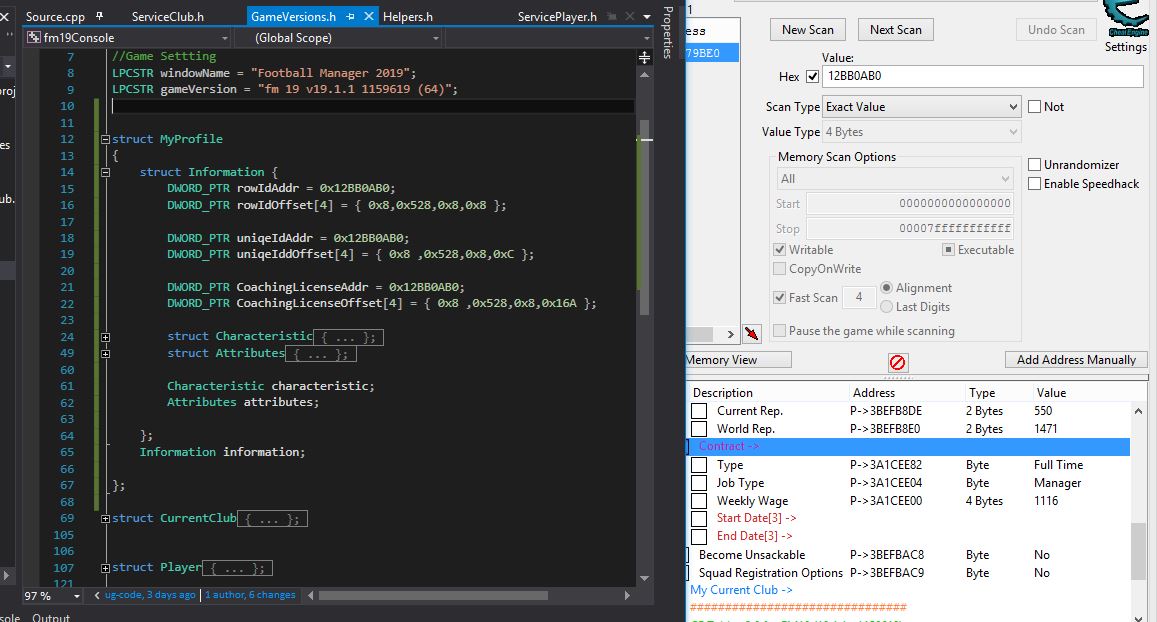 Source.cpp
ServiceClub.h
GameVersions.h
Helpers.h
ServicePlayer.h
fm19Console
(Global Scope)
7 //Game Settting
8 LPCSTR windowName = "Football Manager 2019";
9 LPCSTR gameVersion = "fm 19 v19.1.1 1159619 (64)";
10
11
12 struct MyProfile
13 {
14 struct Information {
15 DWORD_PTR rowIdAddr = 0x12BB0AB0;
16 DWORD_PTR rowIdOffset[4] = { 0x8,0x528,0x8,0x8 };
17
18 DWORD_PTR uniqeIdAddr = 0x12BB0AB0;
19 DWORD_PTR uniqeIddOffset[4] = { 0x8 ,0x528,0x8,0xC };
20
21 DWORD_PTR CoachingLicenseAddr = 0x12BB0AB0;
22 DWORD_PTR CoachingLicenseOffset[4] = { 0x8 ,0x528,0x8,0x16A };
23
24 struct Characteristic{ ... };
49 struct Attributes{ ... };
60
61 Characteristic characteristic;
62 Attributes attributes;
63
64 };
65 Information information;
66
67 };
68
69 struct CurrentClub{ ... };
105
106
107 struct Player{ ... };
121
97 %
ug-code, 3 days ago | 1 author, 6 changes
sole Output
proj
es
ub.
Properties
1
ess
79BE0
New Scan
Next Scan
Undo Scan
Cheat Engine
Settings
Value:
Hex 12BB0AB0
Scan Type Exact Value
Not
Value Type 4 Bytes
Memory Scan Options
All
Start 0000000000000000
Stop 00007fffffffffff
Writable
Executable
CopyOnWrite
Fast Scan 4
Alignment
Last Digits
Pause the game while scanning
Unrandomizer
Enable Speedhack
Memory View
Add Address Manually
Description Address Type Value
Current Rep. P->3BEFB8DE 2 Bytes 550
World Rep. P->3BEFB8E0 2 Bytes 1471
Contract ->
Type P->3A1CEE82 Byte Full Time
Job Type P->3A1CEE04 Byte Manager
Weekly Wage P->3A1CEE00 4 Bytes 1116
Start Date[3] ->
End Date[3] ->
Become Unsackable P->3BEFBAC8 Byte No
Squad Registration Options P->3BEFBAC9 Byte No
My Current Club ->
##############################